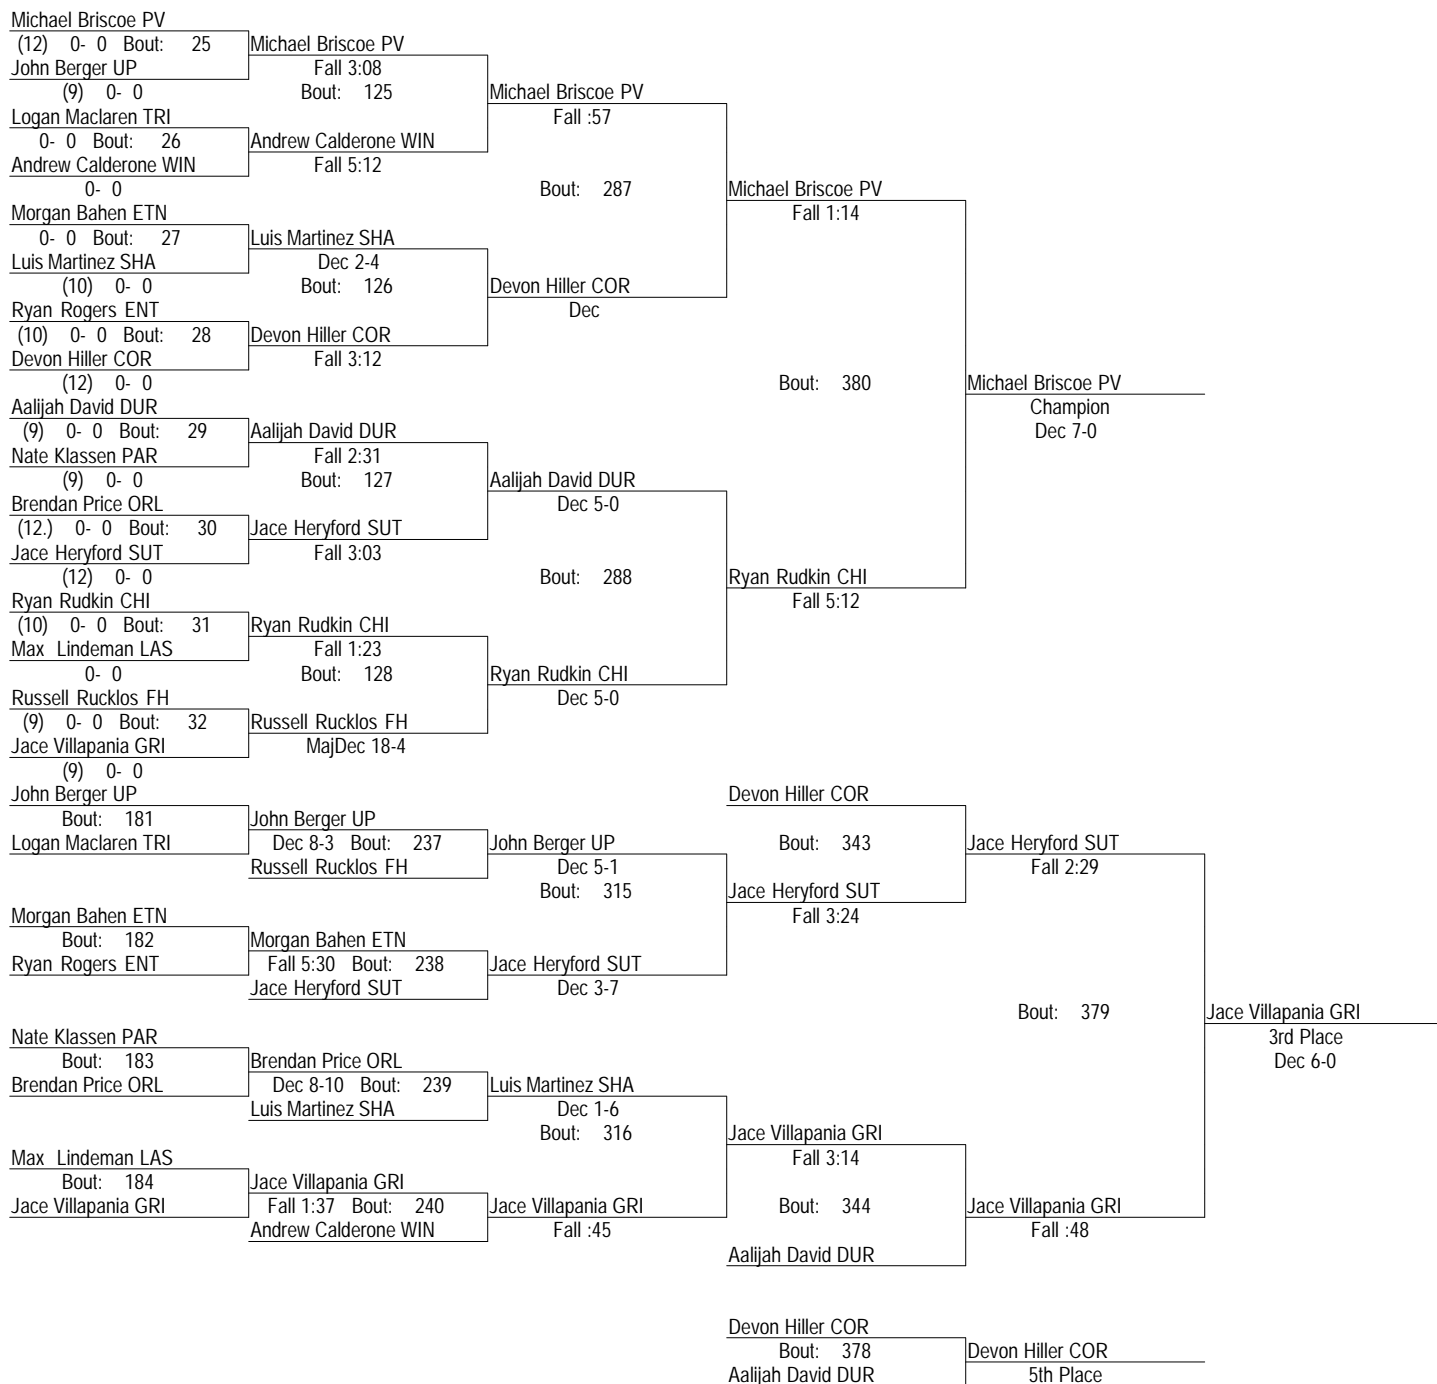 Michael Briscoe PV
(12) 0- 0 Bout: 25 Michael Briscoe PV
John Berger UP Fall 3:08
(9) 0- 0 Bout: 125 Michael Briscoe PV
Logan Maclaren TRI Fall :57
0- 0 Bout: 26 Andrew Calderone WIN
Andrew Calderone WIN Fall 5:12
0- 0 Bout: 287 Michael Briscoe PV
Morgan Bahen ETN Fall 1:14
0- 0 Bout: 27 Luis Martinez SHA
Luis Martinez SHA Dec 2-4
(10) 0- 0 Bout: 126 Devon Hiller COR
Ryan Rogers ENT Dec
(10) 0- 0 Bout: 28 Devon Hiller COR
Devon Hiller COR Fall 3:12
(12) 0- 0 Bout: 380 Michael Briscoe PV
Aalijah David DUR Champion
(9) 0- 0 Bout: 29 Aalijah David DUR Dec 7-0
Nate Klassen PAR Fall 2:31
(9) 0- 0 Bout: 127 Aalijah David DUR
Brendan Price ORL Dec 5-0
(12.) 0- 0 Bout: 30 Jace Heryford SUT
Jace Heryford SUT Fall 3:03
(12) 0- 0 Bout: 288 Ryan Rudkin CHI
Ryan Rudkin CHI Fall 5:12
(10) 0- 0 Bout: 31 Ryan Rudkin CHI
Max Lindeman LAS Fall 1:23
0- 0 Bout: 128 Ryan Rudkin CHI
Russell Rucklos FH Dec 5-0
(9) 0- 0 Bout: 32 Russell Rucklos FH
Jace Villapania GRI MajDec 18-4
(9) 0- 0
John Berger UP Devon Hiller COR
Bout: 181 John Berger UP
Logan Maclaren TRI Dec 8-3 Bout: 237 John Berger UP Bout: 343 Jace Heryford SUT
Russell Rucklos FH Dec 5-1 Fall 2:29
Bout: 315 Jace Heryford SUT
Morgan Bahen ETN Fall 3:24
Bout: 182 Morgan Bahen ETN
Ryan Rogers ENT Fall 5:30 Bout: 238 Jace Heryford SUT
Jace Heryford SUT Dec 3-7
Bout: 379 Jace Villapania GRI
Nate Klassen PAR 3rd Place
Bout: 183 Brendan Price ORL Dec 6-0
Brendan Price ORL Dec 8-10 Bout: 239 Luis Martinez SHA
Luis Martinez SHA Dec 1-6
Bout: 316 Jace Villapania GRI
Max Lindeman LAS Fall 3:14
Bout: 184 Jace Villapania GRI
Jace Villapania GRI Fall 1:37 Bout: 240 Jace Villapania GRI Bout: 344 Jace Villapania GRI
Andrew Calderone WIN Fall :45 Fall :48
Aalijah David DUR
Devon Hiller COR
Bout: 378 Devon Hiller COR
Aalijah David DUR 5th Place